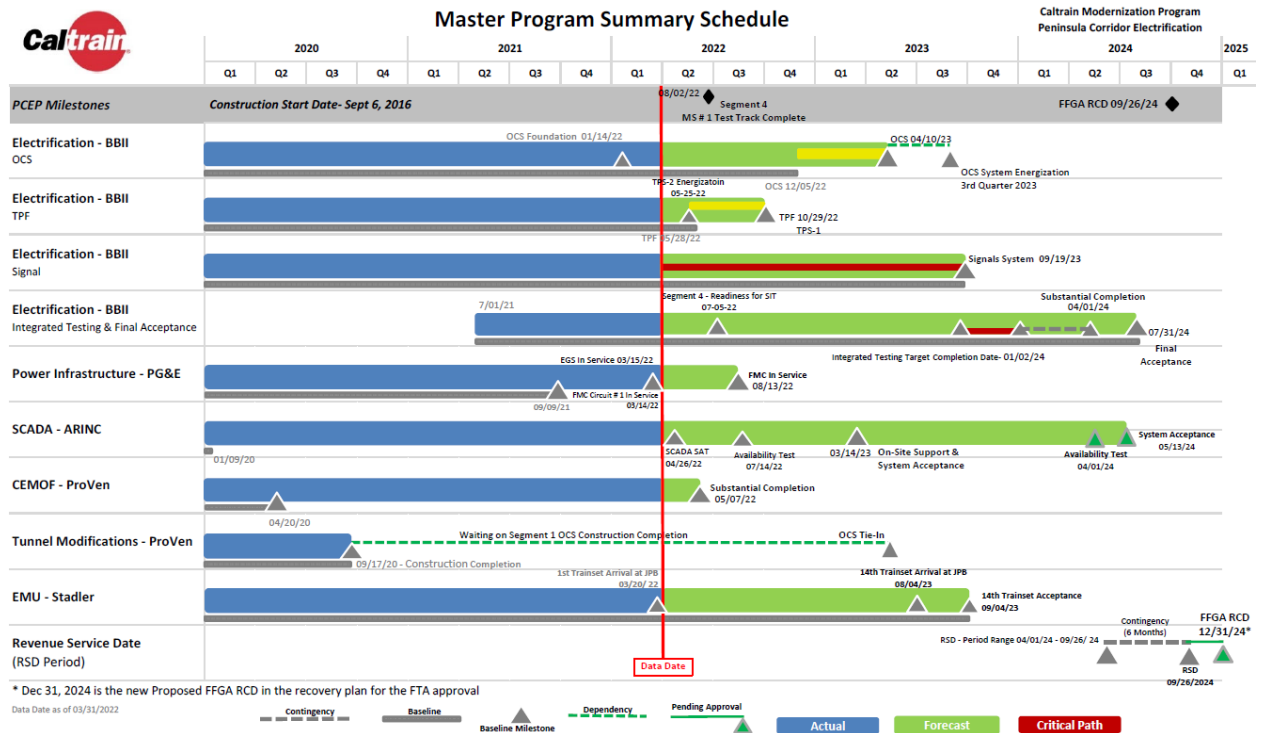 Caltrain
Master Program Summary Schedule
Caltrain Modernization Program
Peninsula Corridor Electrification
2020 2021 2022 2023 2024 2025
Q1 Q2 Q3 Q4 Q1 Q2 Q3 Q4 Q1 Q2 Q3 Q4 Q1 Q2 Q3 Q4 Q1 Q2 Q3 Q4 Q1
PCEP Milestones
Construction Start Date- Sept 6, 2016
08/02/22
Segment 4
MS # 1 Test Track Complete
FFGA RCD 09/26/24
Electrification - BBII
OCS
OCS Foundation 01/14/22
OCS 04/10/23
OCS System Energization
3rd Quarter 2023
OCS 12/05/22
Electrification - BBII
TPF
TPS-2 Energizatoin
05-25-22
TPF 10/29/22
TPS-1
TPF 05/28/22
Electrification - BBII
Signal
Signals System 09/19/23
Electrification - BBII
Integrated Testing & Final Acceptance
7/01/21
Segment 4 - Readiness for SIT
07-05-22
Substantial Completion
04/01/24
07/31/24
Final
Acceptance
Integrated Testing Target Completion Date- 01/02/24
Power Infrastructure - PG&E
EGS In Service 03/15/22
FMC In Service
08/13/22
FMC Circuit # 1 In Service
03/14/22
09/09/21
SCADA - ARINC
01/09/20
SCADA SAT
04/26/22
Availability Test
07/14/22
03/14/23
On-Site Support &
System Acceptance
Availability Test
04/01/24
System Acceptance
05/13/24
CEMOF - ProVen
Substantial Completion
05/07/22
04/20/20
Tunnel Modifications - ProVen
Waiting on Segment 1 OCS Construction Completion
OCS Tie-In
09/17/20 - Construction Completion
EMU - Stadler
1st Trainset Arrival at JPB
03/20/ 22
14th Trainset Arrival at JPB
08/04/23
14th Trainset Acceptance
09/04/23
Revenue Service Date
(RSD Period)
RSD - Period Range 04/01/24 - 09/26/ 24
Contingency
(6 Months)
FFGA RCD
12/31/24*
RSD
09/26/2024
Data Date
* Dec 31, 2024 is the new Proposed FFGA RCD in the recovery plan for the FTA approval
Data Date as of 03/31/2022
Contingency
Baseline
Baseline Milestone
Dependency
Pending Approval
Actual
Forecast
Critical Path